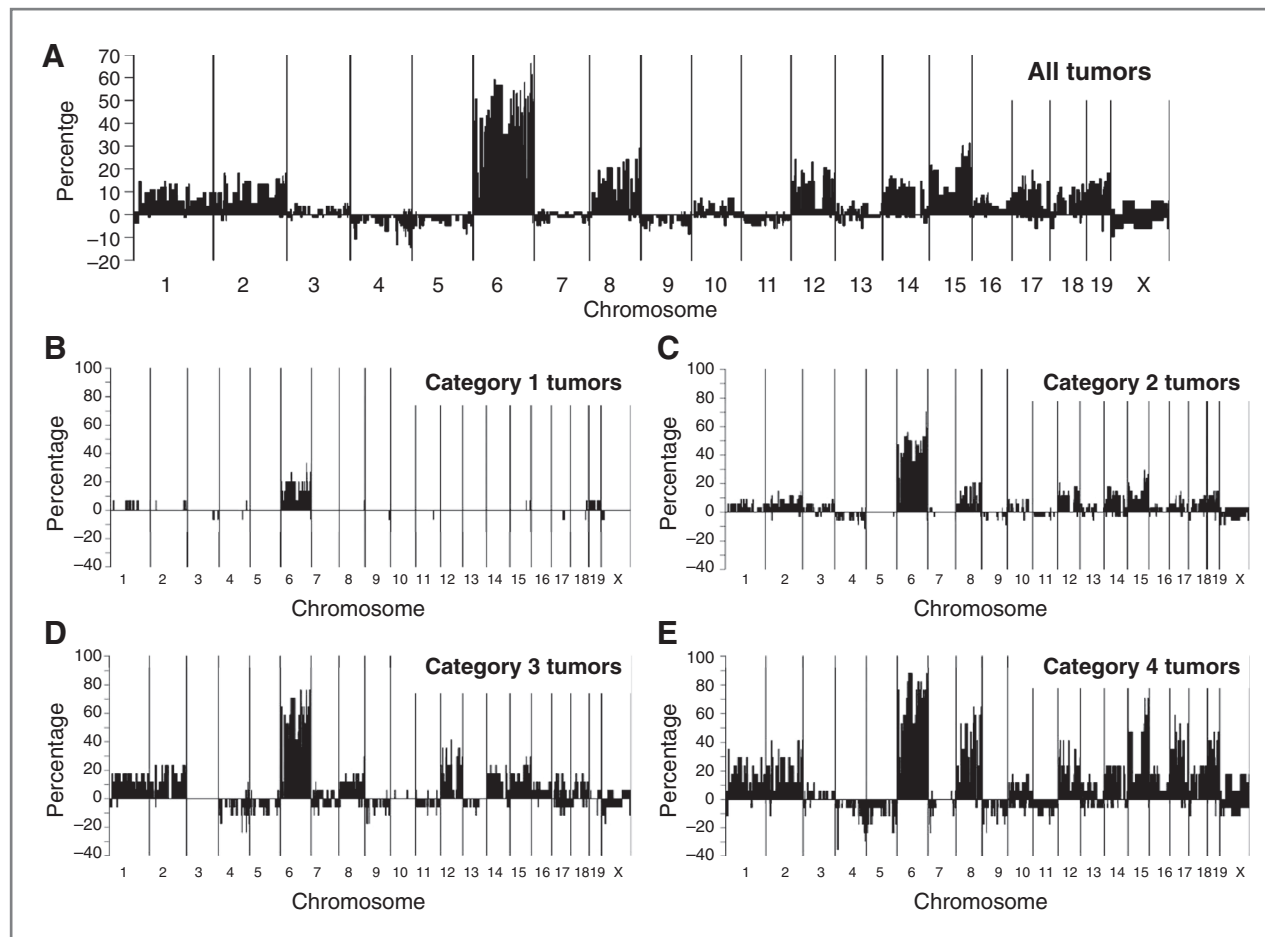 A
All tumors
Percentge
70
60
50
40
30
20
10
0
–10
–20
1 2 3 4 5 6 7 8 9 10 11 12 13 14 15 16 17 18 19 X
Chromosome
B
Category 1 tumors
Percentage
100
80
60
40
20
0
–20
–40
1 2 3 4 5 6 7 8 9 10 11 12 13 14 15 16 17 18 19 X
Chromosome
C
Category 2 tumors
Percentage
100
80
60
40
20
0
–20
–40
1 2 3 4 5 6 7 8 9 10 11 12 13 14 15 16 17 18 19 X
Chromosome
D
Category 3 tumors
Percentage
100
80
60
40
20
0
–20
–40
1 2 3 4 5 6 7 8 9 10 11 12 13 14 15 16 17 18 19 X
Chromosome
E
Category 4 tumors
Percentage
100
80
60
40
20
0
–20
–40
1 2 3 4 5 6 7 8 9 10 11 12 13 14 15 16 17 18 19 X
Chromosome